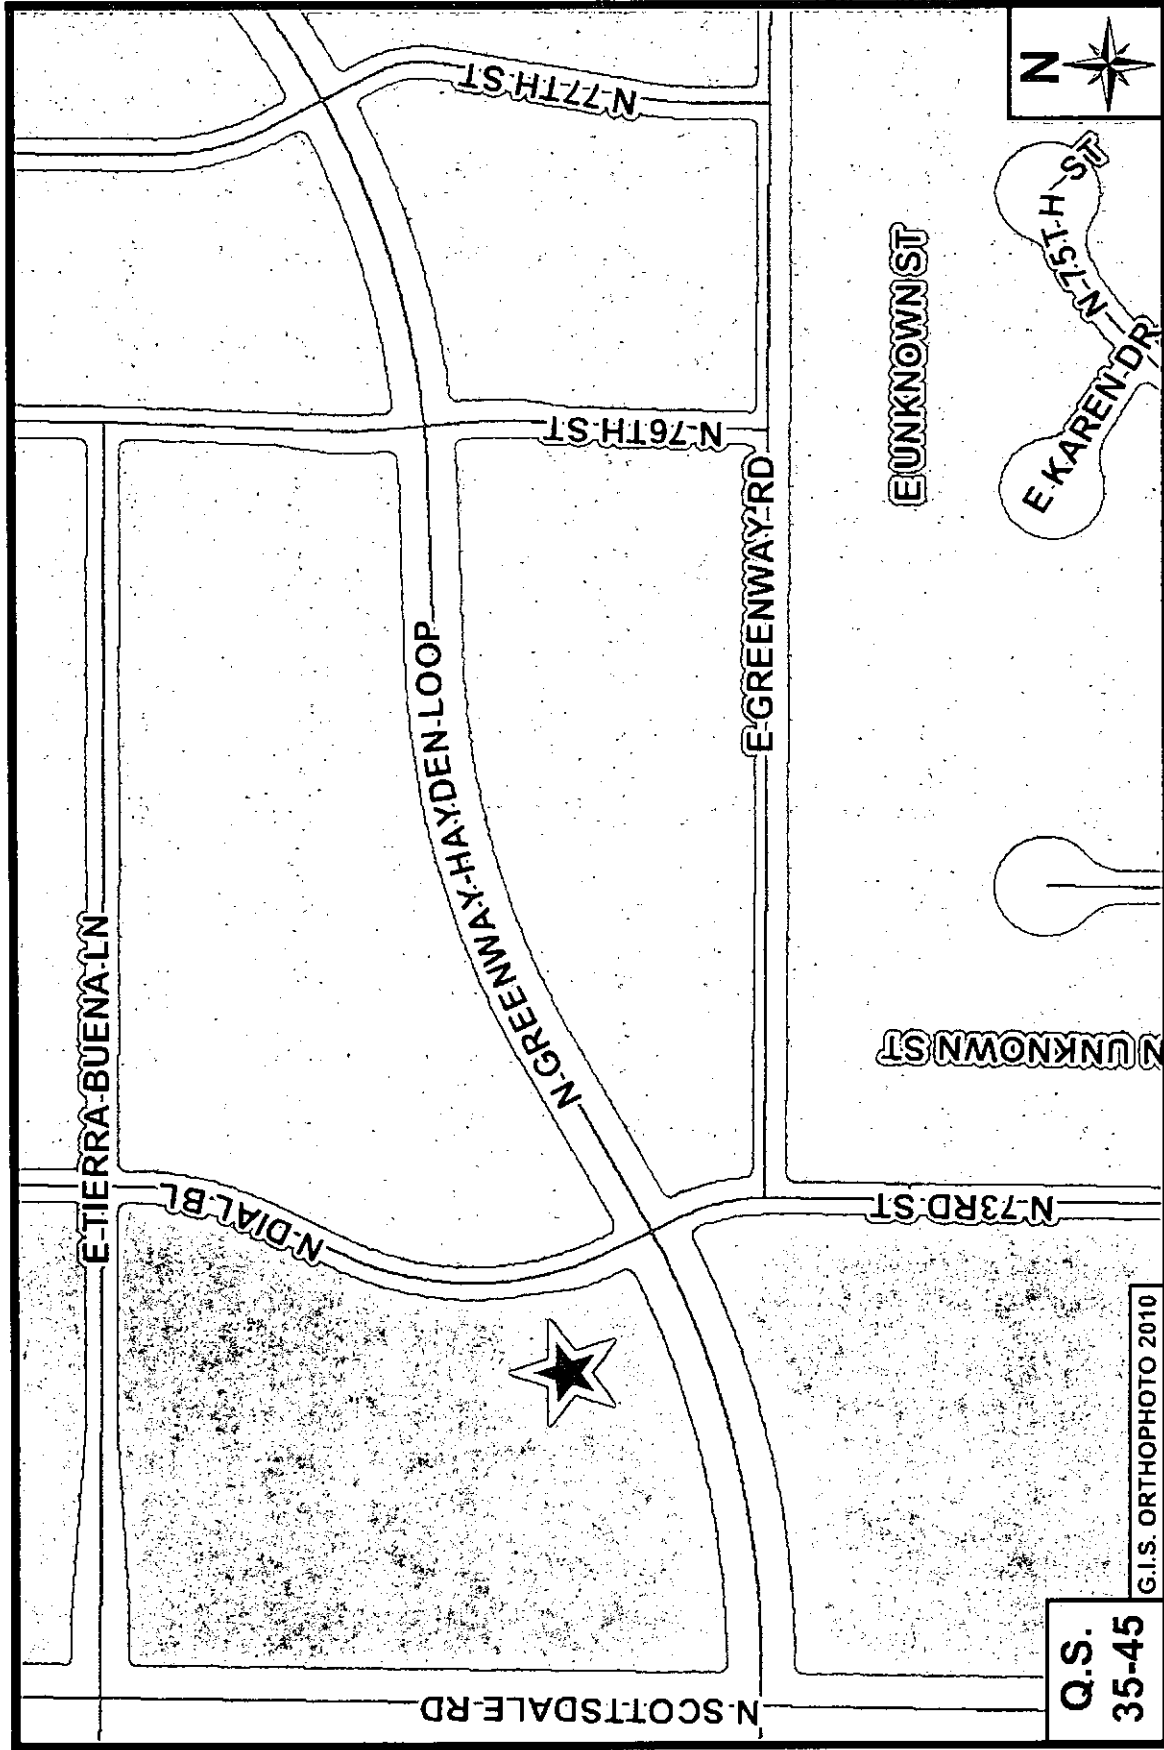 E TIERRA BUENA LN
N DIAL BL
N SCOTTSDALE RD
N GREENWAY-HAYDEN LOOP
N 76TH ST
N 77TH ST
E GREENWAY RD
N 73RD ST
N UNKNOWN ST
E UNKNOWN ST
E KAREN DR
N 75TH ST
Q.S.
35-45
G.I.S. ORTHOPHOTO 2010
N